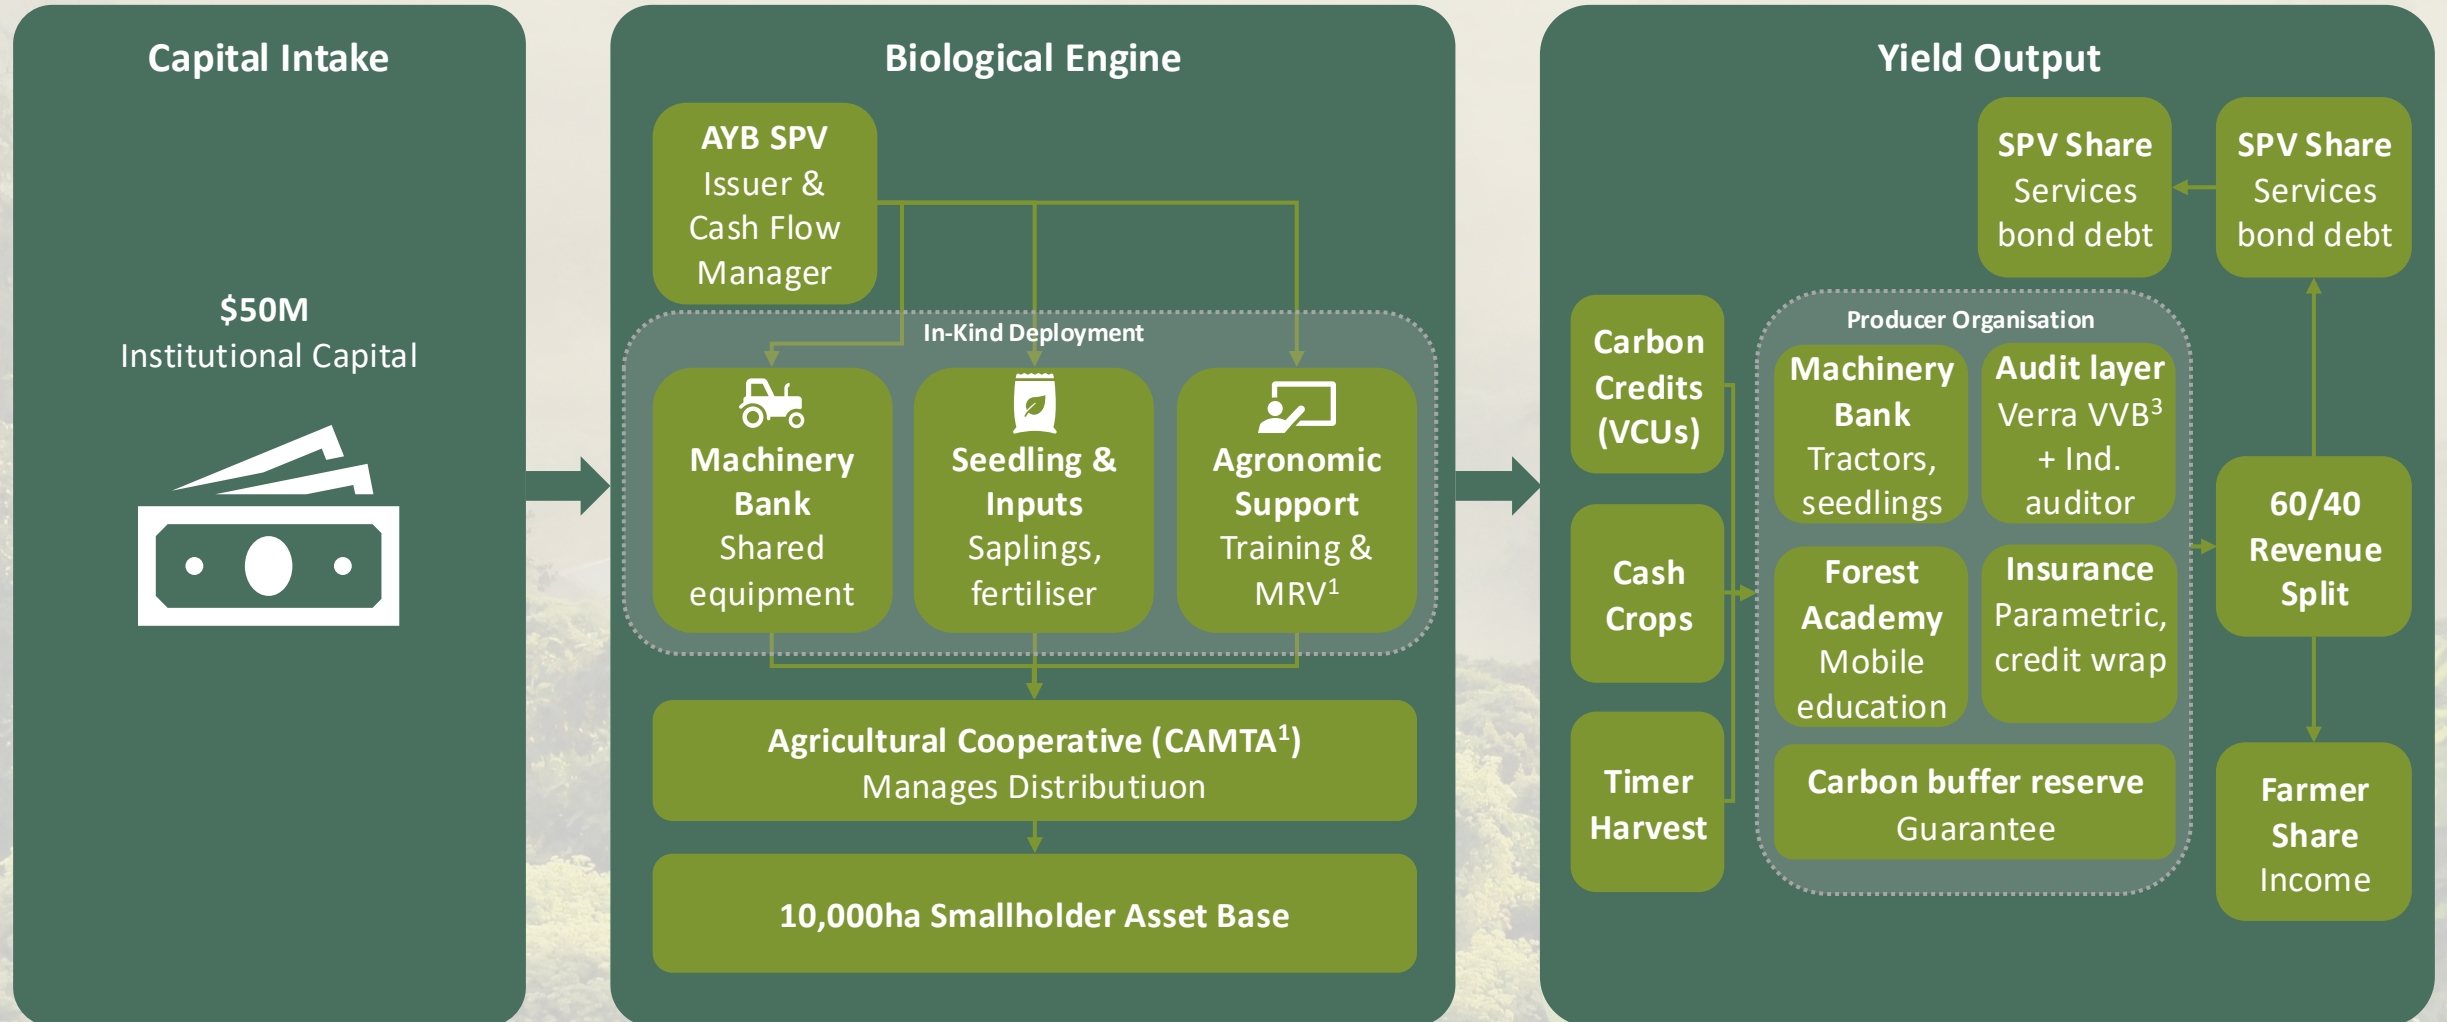 Capital Intake
$50M
Institutional Capital
Biological Engine
AYB SPV
Issuer &
Cash Flow
Manager
In-Kind Deployment
Machinery
Bank
Shared
equipment
Seedling &
Inputs
Saplings,
fertiliser
Agronomic
Support
Training &
MRV¹
Agricultural Cooperative (CAMTA¹)
Manages Distributiuon
10,000ha Smallholder Asset Base
Yield Output
SPV Share
Services
bond debt
SPV Share
Services
bond debt
Carbon
Credits
(VCUs)
Cash
Crops
Timer
Harvest
Producer Organisation
Machinery
Bank
Tractors,
seedlings
Audit layer
Verra VVB³
+ Ind.
auditor
Forest
Academy
Mobile
education
Insurance
Parametric,
credit wrap
Carbon buffer reserve
Guarantee
60/40
Revenue
Split
Farmer
Share
Income